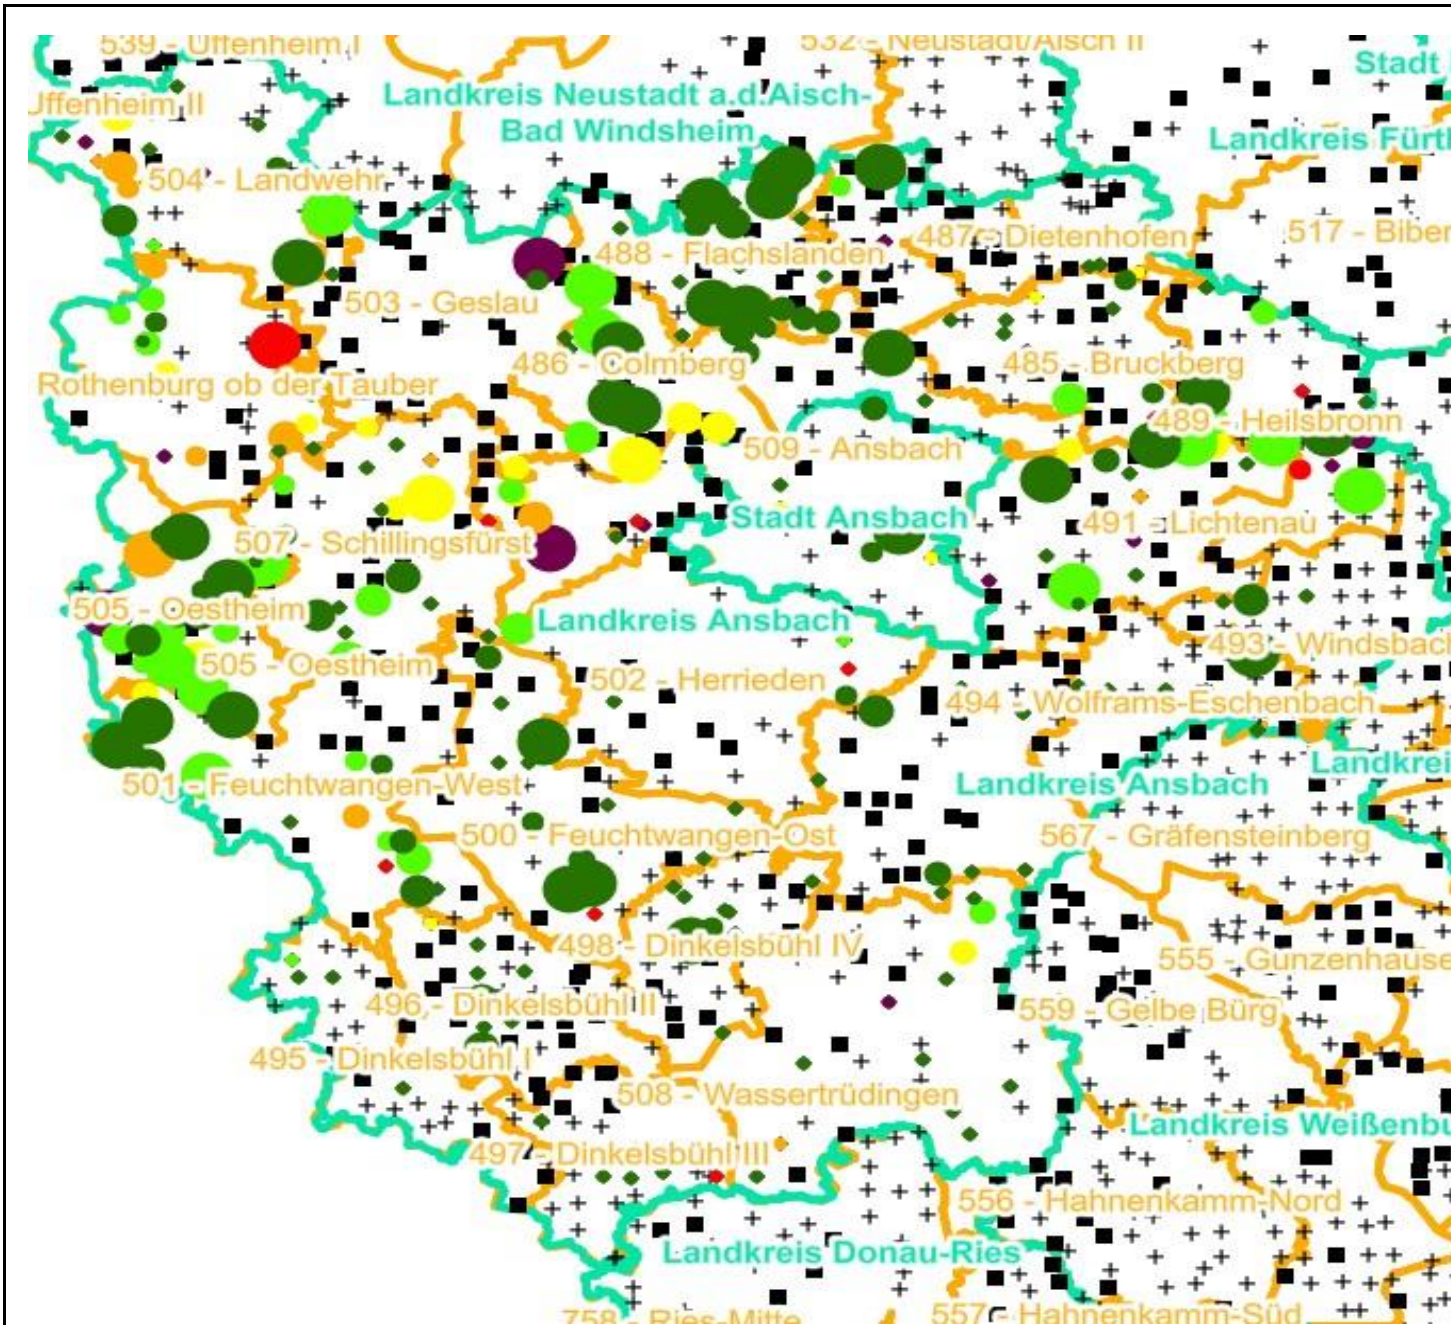 539 - Uffenheim I
532 - Neustadt/Aisch II
Stadt
Uffenheim II
Landkreis Neustadt a.d.Aisch-
Bad Windsheim
Landkreis Fürth
504 - Landwehr
488 - Flachslanden
487 - Dietenhofen
517 - Biber
503 - Geslau
486 - Colmberg
485 - Bruckberg
Rothenburg ob der Tauber
489 - Heilsbronn
509 - Ansbach
Stadt Ansbach
491 - Lichtenau
507 - Schillingsfürst
505 - Oestheim
Landkreis Ansbach
493 - Windsbach
505 - Oestheim
502 - Herrieden
494 - Wolframs-Eschenbach
Landkrei
501 - Feuchtwangen-West
Landkreis Ansbach
500 - Feuchtwangen-Ost
567 - Gräfensteinberg
498 - Dinkelsbühl IV
555 - Gunzenhause
496 - Dinkelsbühl II
559 - Gelbe Bürg
495 - Dinkelsbühl I
508 - Wassertrüdingen
Landkreis Weißenbu
497 - Dinkelsbühl III
556 - Hahnenkamm-Nord
Landkreis Donau-Ries
758 - Ries-Mitte
557 - Hahnenkamm-Süd